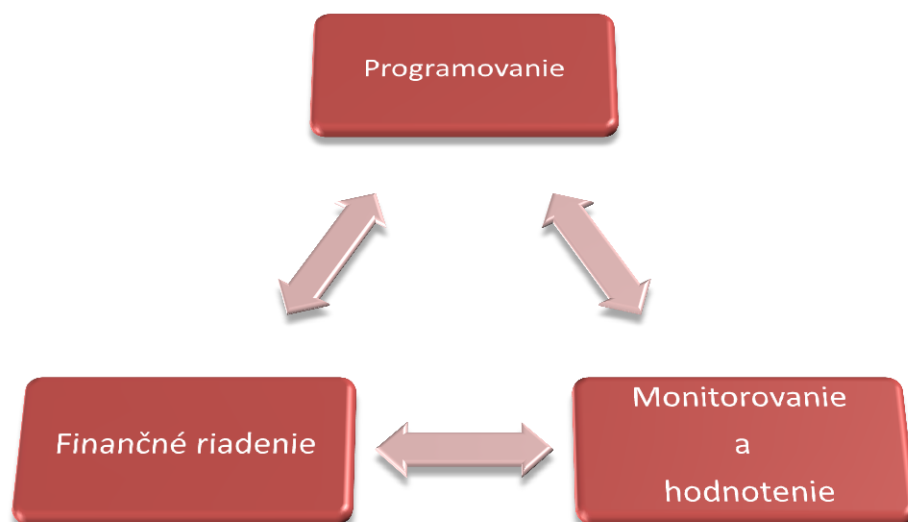 Programovanie
Finančné riadenie
Monitorovanie
a
hodnotenie